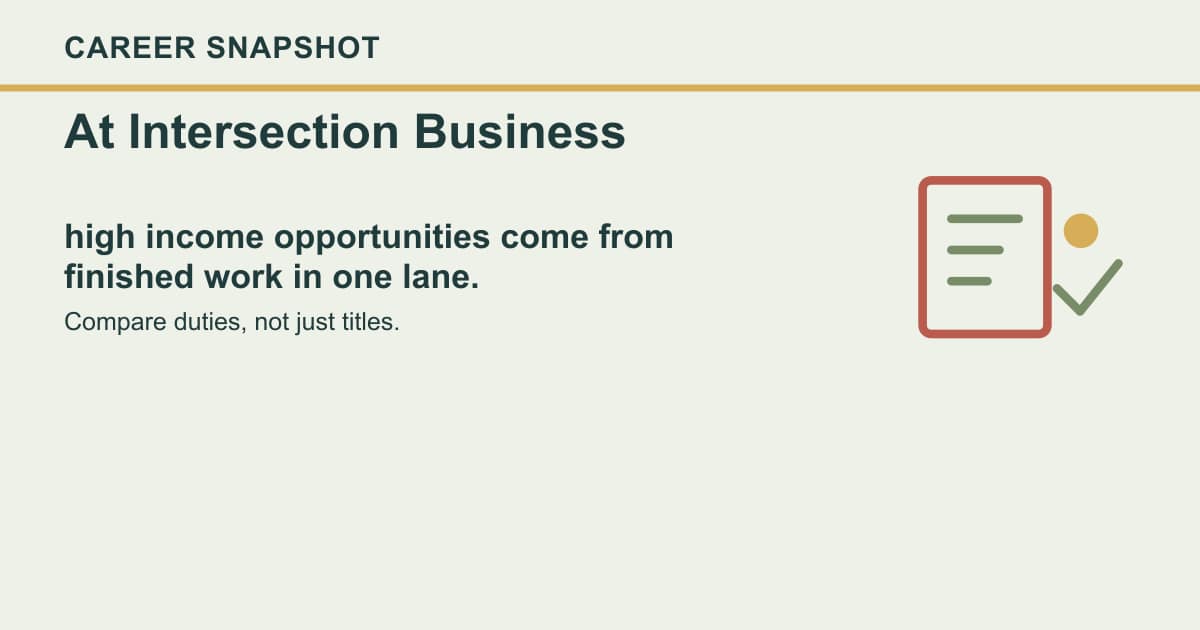 CAREER SNAPSHOT
At Intersection Business
high income opportunities come from
finished work in one lane.
Compare duties, not just titles.